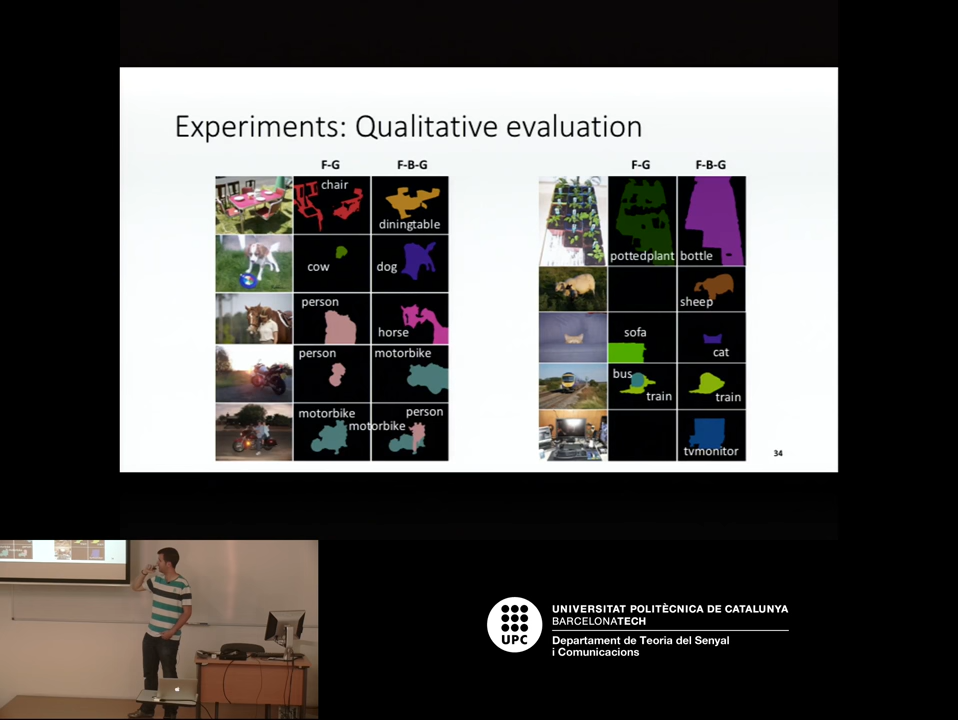 Experiments: Qualitative evaluation
F-G
F-B-G
chair
diningtable
cow
dog
person
horse
person
motorbike
motorbike
person
motorbike
F-G
F-B-G
pottedplant
bottle
sheep
sofa
cat
bus
train
train
tvmonitor
34
UPC
UNIVERSITAT POLITÈCNICA DE CATALUNYA
BARCELONATECH
Departament de Teoria del Senyal
i Comunicacions